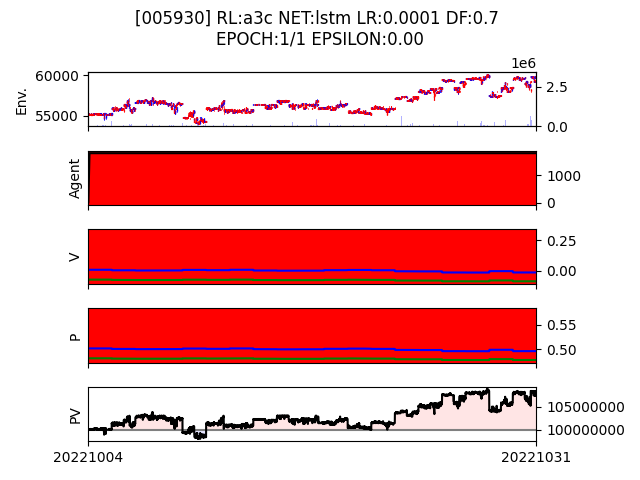 [005930] RL:a3c NET:lstm LR:0.0001 DF:0.7
EPOCH:1/1 EPSILON:0.00
1e6
60000
55000
Env.
2.5
0.0
Agent
1000
0
V
0.25
0.00
P
0.55
0.50
PV
105000000
100000000
20221004
20221031